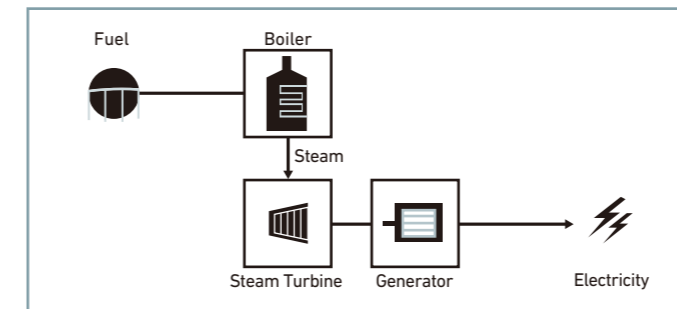 Fuel
Boiler
Steam
Steam Turbine
Generator
Electricity